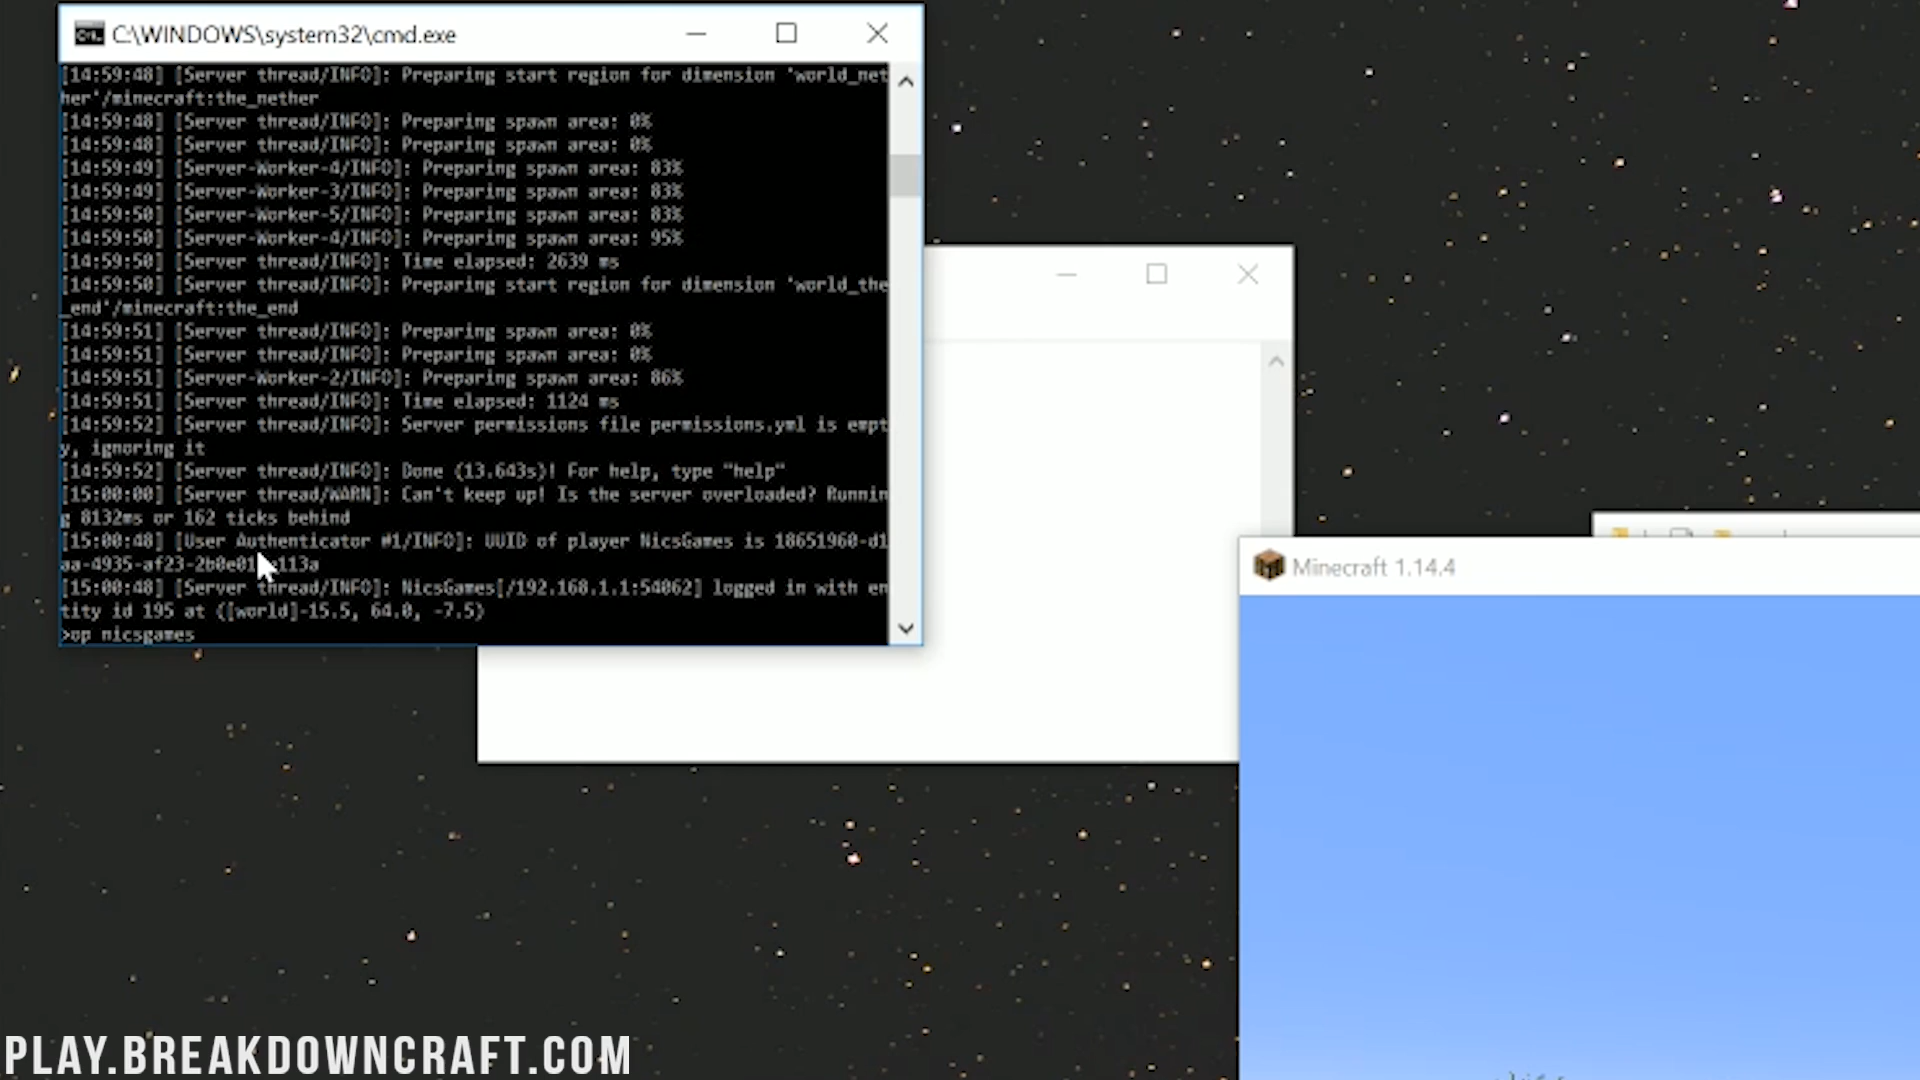 C:\WINDOWS\system32\cmd.exe
[14:59:48] [Server thread/INFO]: Preparing start region for dimension 'world_net
her'/minecraft:the_nether
[14:59:48] [Server thread/INFO]: Preparing spawn area: 0%
[14:59:48] [Server thread/INFO]: Preparing spawn area: 0%
[14:59:49] [Server-Worker-4/INFO]: Preparing spawn area: 83%
[14:59:49] [Server-Worker-3/INFO]: Preparing spawn area: 83%
[14:59:50] [Server-Worker-5/INFO]: Preparing spawn area: 83%
[14:59:50] [Server-Worker-4/INFO]: Preparing spawn area: 95%
[14:59:50] [Server thread/INFO]: Time elapsed: 2639 ms
[14:59:50] [Server thread/INFO]: Preparing start region for dimension 'world_the
_end'/minecraft:the_end
[14:59:51] [Server thread/INFO]: Preparing spawn area: 0%
[14:59:51] [Server thread/INFO]: Preparing spawn area: 0%
[14:59:51] [Server-Worker-2/INFO]: Preparing spawn area: 86%
[14:59:51] [Server thread/INFO]: Time elapsed: 1124 ms
[14:59:52] [Server thread/INFO]: Server permissions file permissions.yml is empt
y, ignoring it
[14:59:52] [Server thread/INFO]: Done (13.643s)! For help, type "help"
[15:00:00] [Server thread/WARN]: Can't keep up! Is the server overloaded? Runnin
g 8132ms or 162 ticks behind
[15:00:48] [User Authenticator #1/INFO]: UUID of player NicsGames is 18651960-d1
[15:00:48] [Server thread/INFO]: NicsGames[/192.168.1.1:54062] logged in with en
tity id 195 at ([world]-15.5, 64.0, -7.5)
>op nicsgames
Minecraft 1.14.4
PLAY.BREAKDOWNCRAFT.COM